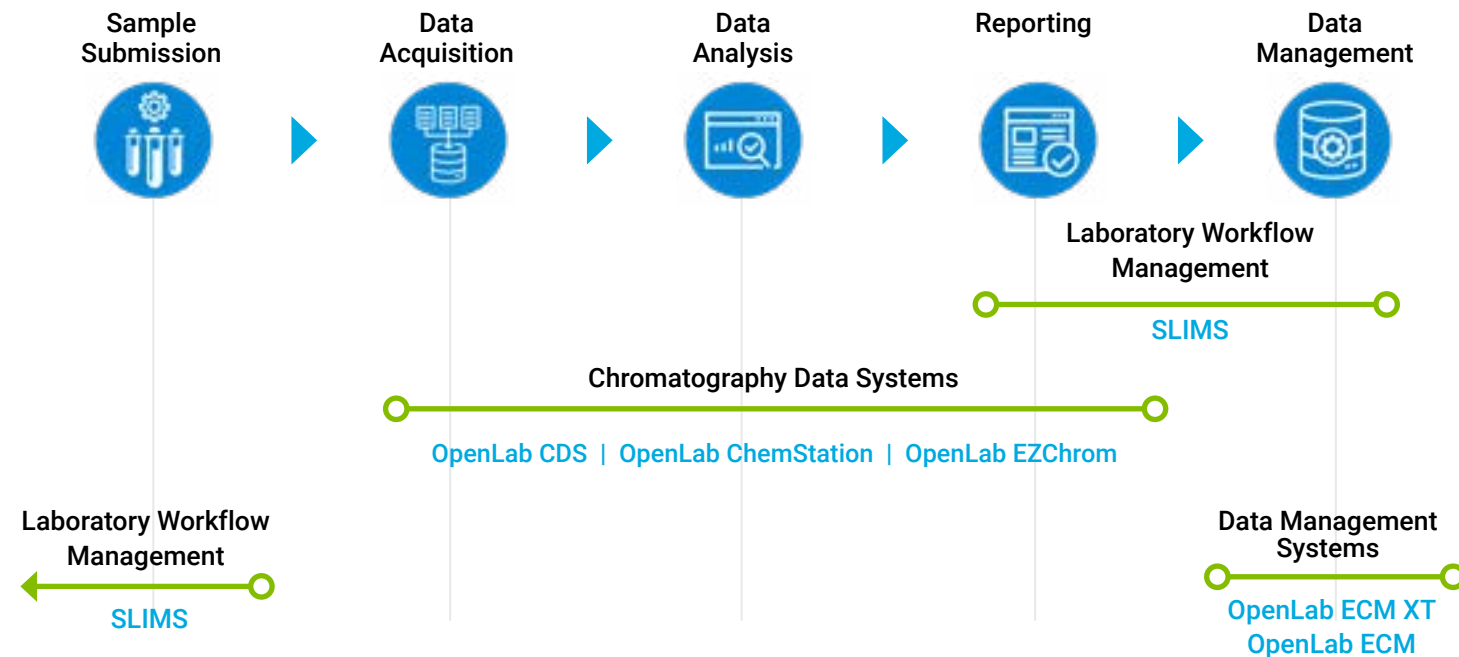 Sample
Submission
Data
Acquisition
Data
Analysis
Reporting
Data
Management
Laboratory Workflow
Management
SLIMS
Chromatography Data Systems
OpenLab CDS | OpenLab ChemStation | OpenLab EZChrom
Laboratory Workflow
Management
SLIMS
Data Management
Systems
OpenLab ECM XT
OpenLab ECM